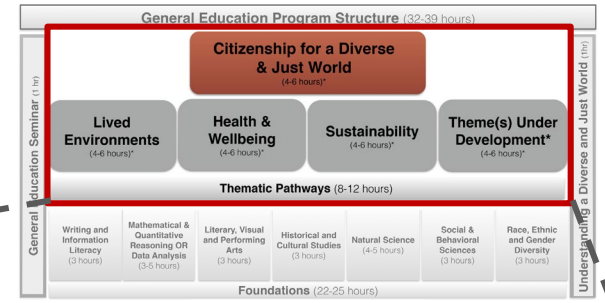 General Education Program Structure (32-39 hours)
General Education Seminar (1 hr)
Citizenship for a Diverse
& Just World
(4-6 hours)*
Lived
Environments
(4-6 hours)*
Health &
Wellbeing
(4-6 hours)*
Sustainability
(4-6 hours)*
Theme(s) Under
Development*
(4-6 hours)*
Thematic Pathways (8-12 hours)
Understanding a Diverse and Just World (1hr)
Writing and
Information
Literacy
(3 hours)
Mathematical &
Quantitative
Reasoning OR
Data Analysis
(3-5 hours)
Literary, Visual
and Performing
Arts
(3 hours)
Historical and
Cultural Studies
(3 hours)
Natural Science
(4-5 hours)
Social &
Behavioral
Sciences
(3 hours)
Race, Ethnic
and Gender
Diversity
(3 hours)
Foundations (22-25 hours)